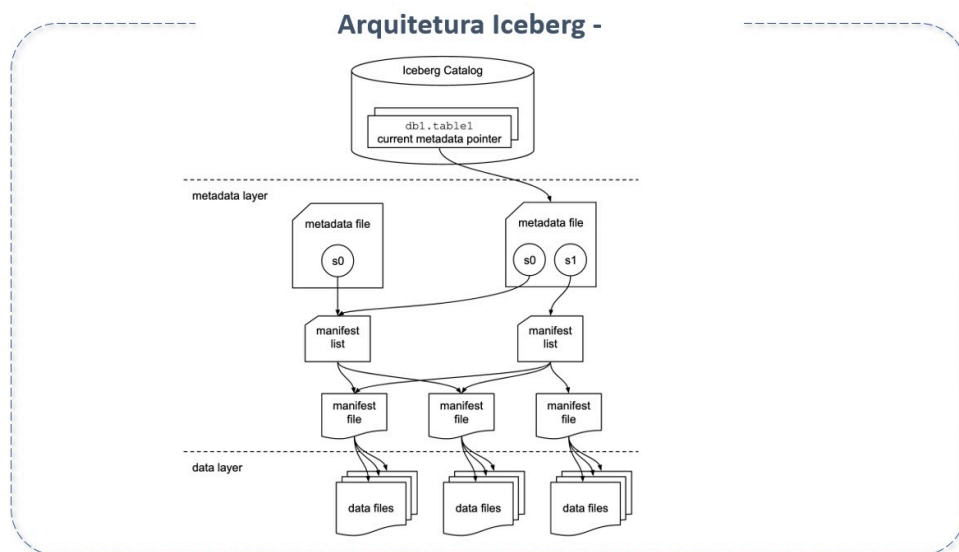 Arquitetura Iceberg -
Iceberg Catalog
db1.table1
current metadata pointer
metadata layer
metadata file
s0
metadata file
s0
s1
manifest
list
manifest
list
manifest
file
manifest
file
manifest
file
data layer
data files
data files
data files